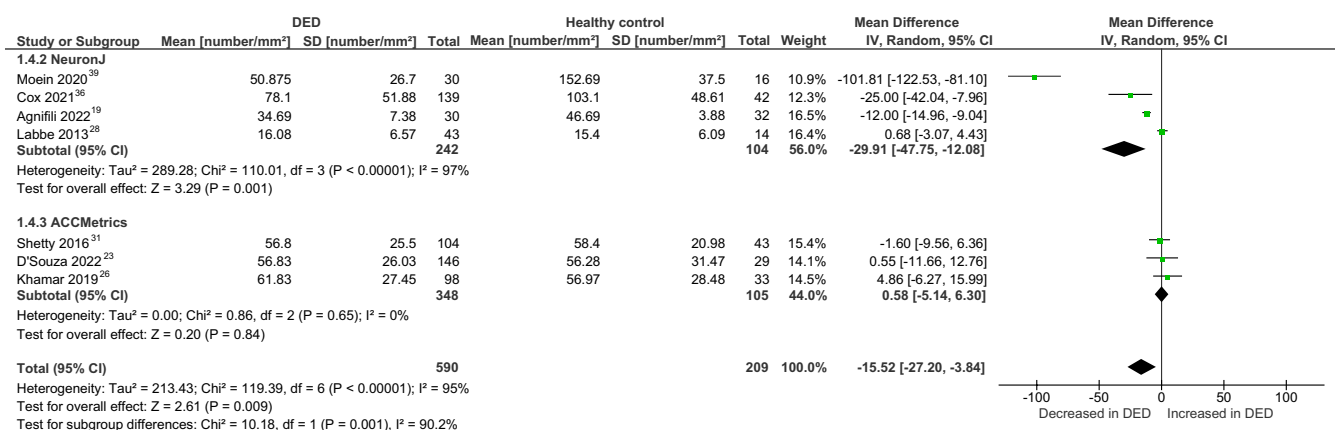 DED Healthy control Mean Difference Mean Difference
Study or Subgroup Mean [number/mm²] SD [number/mm²] Total Mean [number/mm²] SD [number/mm²] Total Weight IV, Random, 95% CI IV, Random, 95% CI
1.4.2 NeuronJ
Moein 2020³⁹ 50.875 26.7 30 152.69 37.5 16 10.9% -101.81 [-122.53, -81.10]
Cox 2021³⁶ 78.1 51.88 139 103.1 48.61 42 12.3% -25.00 [-42.04, -7.96]
Agnifili 2022¹⁹ 34.69 7.38 30 46.69 3.88 32 16.5% -12.00 [-14.96, -9.04]
Labbe 2013²⁸ 16.08 6.57 43 15.4 6.09 14 16.4% 0.68 [-3.07, 4.43]
Subtotal (95% CI) 242 104 56.0% -29.91 [-47.75, -12.08]
Heterogeneity: Tau² = 289.28; Chi² = 110.01, df = 3 (P < 0.00001); I² = 97%
Test for overall effect: Z = 3.29 (P = 0.001)
1.4.3 ACCMetrics
Shetty 2016³¹ 56.8 25.5 104 58.4 20.98 43 15.4% -1.60 [-9.56, 6.36]
D'Souza 2022²³ 56.83 26.03 146 56.28 31.47 29 14.1% 0.55 [-11.66, 12.76]
Khamar 2019²⁶ 61.83 27.45 98 56.97 28.48 33 14.5% 4.86 [-6.27, 15.99]
Subtotal (95% CI) 348 105 44.0% 0.58 [-5.14, 6.30]
Heterogeneity: Tau² = 0.00; Chi² = 0.86, df = 2 (P = 0.65); I² = 0%
Test for overall effect: Z = 0.20 (P = 0.84)
Total (95% CI) 590 209 100.0% -15.52 [-27.20, -3.84]
Heterogeneity: Tau² = 213.43; Chi² = 119.39, df = 6 (P < 0.00001); I² = 95%
Test for overall effect: Z = 2.61 (P = 0.009)
Test for subgroup differences: Chi² = 10.18, df = 1 (P = 0.001), I² = 90.2%
-100 -50 0 50 100
Decreased in DED Increased in DED